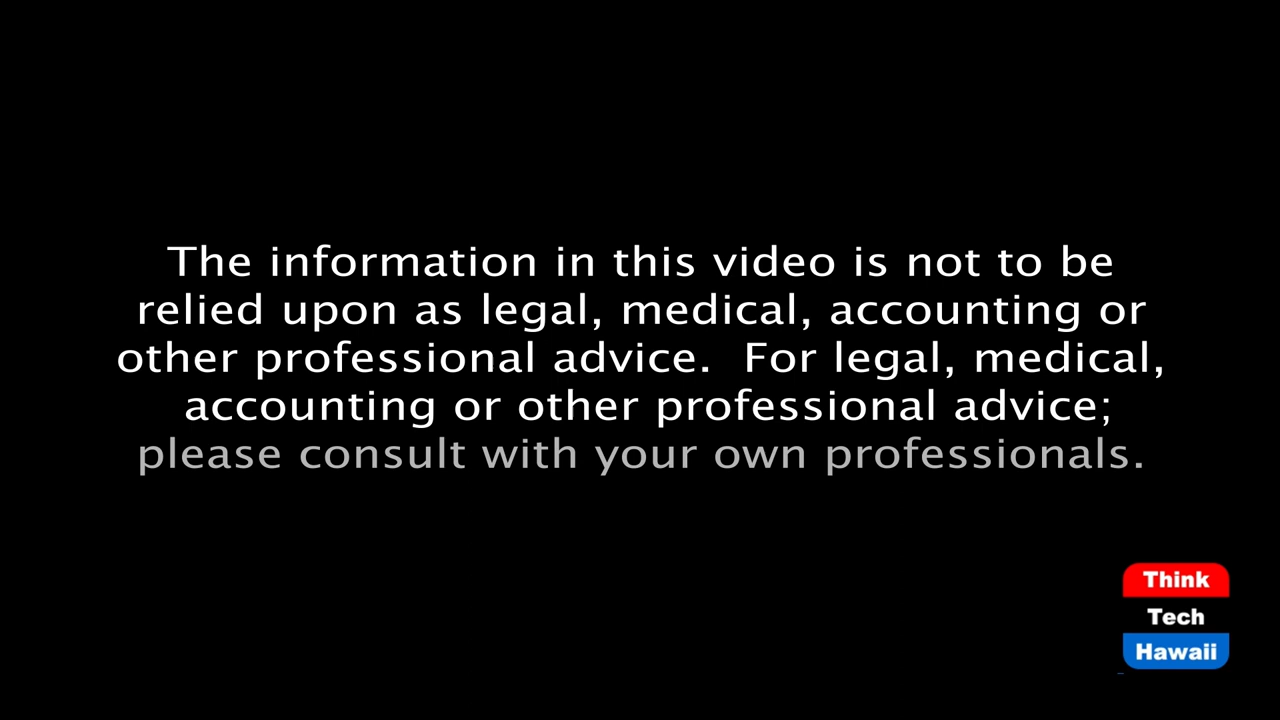 The information in this video is not to be
relied upon as legal, medical, accounting or
other professional advice.  For legal, medical,
accounting or other professional advice;
please consult with your own professionals.
Think
Tech
Hawaii